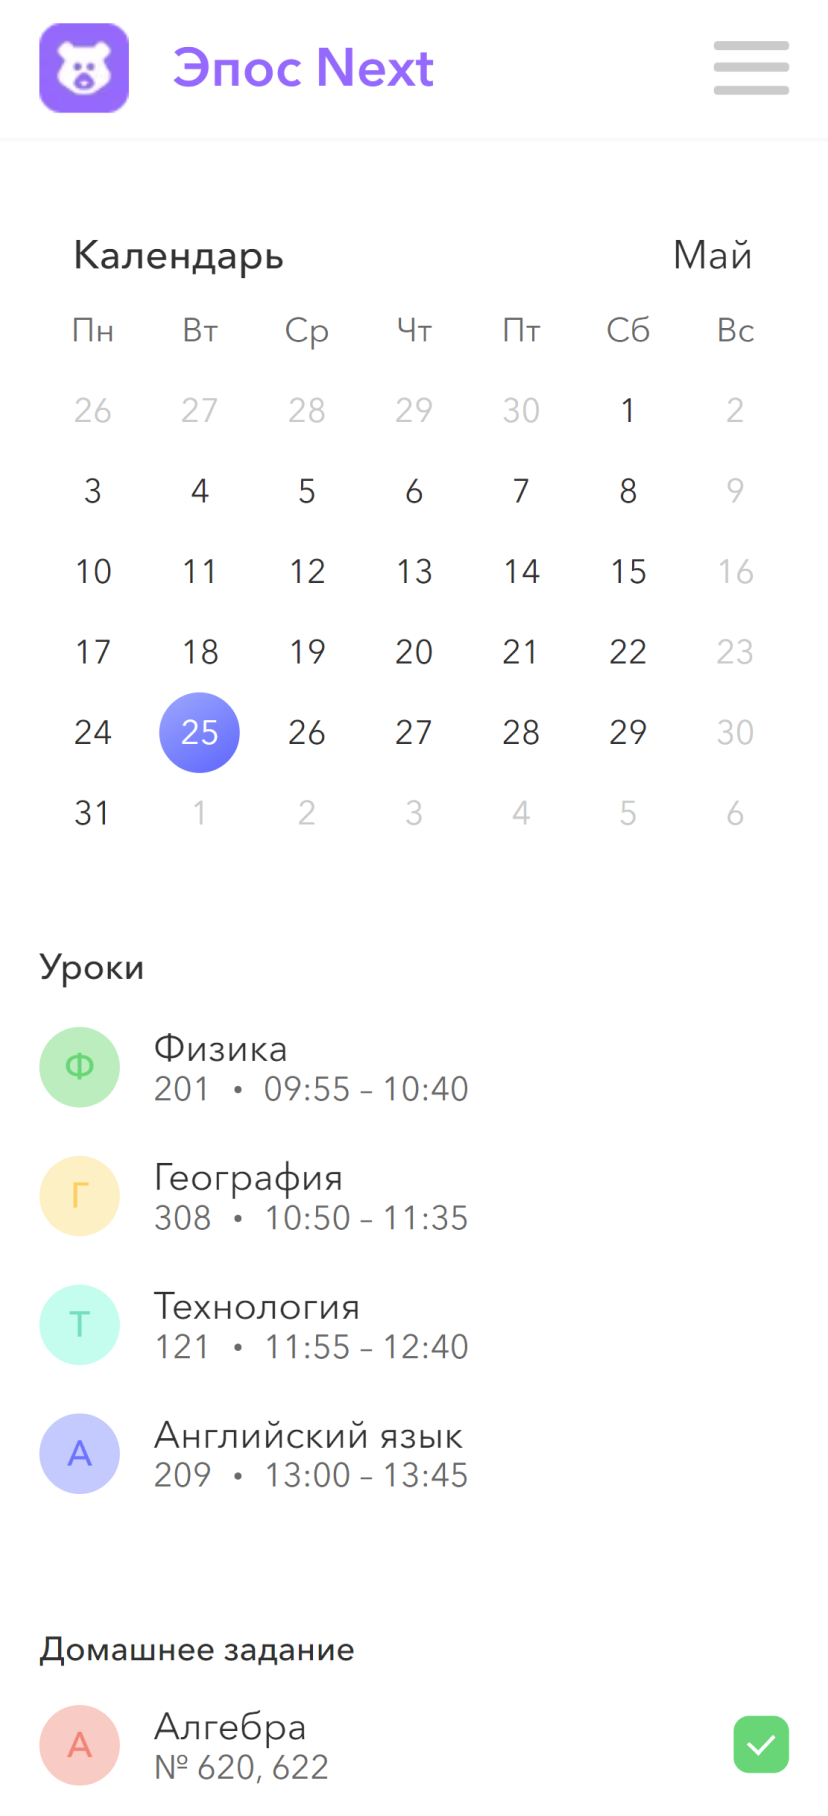 Эпос Next
Календарь Май
Пн Вт Ср Чт Пт Сб Вс
26 27 28 29 30 1 2
3 4 5 6 7 8 9
10 11 12 13 14 15 16
17 18 19 20 21 22 23
24 25 26 27 28 29 30
31 1 2 3 4 5 6
Уроки
Ф Физика
201 • 09:55 – 10:40
Г География
308 • 10:50 – 11:35
Т Технология
121 • 11:55 – 12:40
А Английский язык
209 • 13:00 – 13:45
Домашнее задание
А Алгебра
№ 620, 622